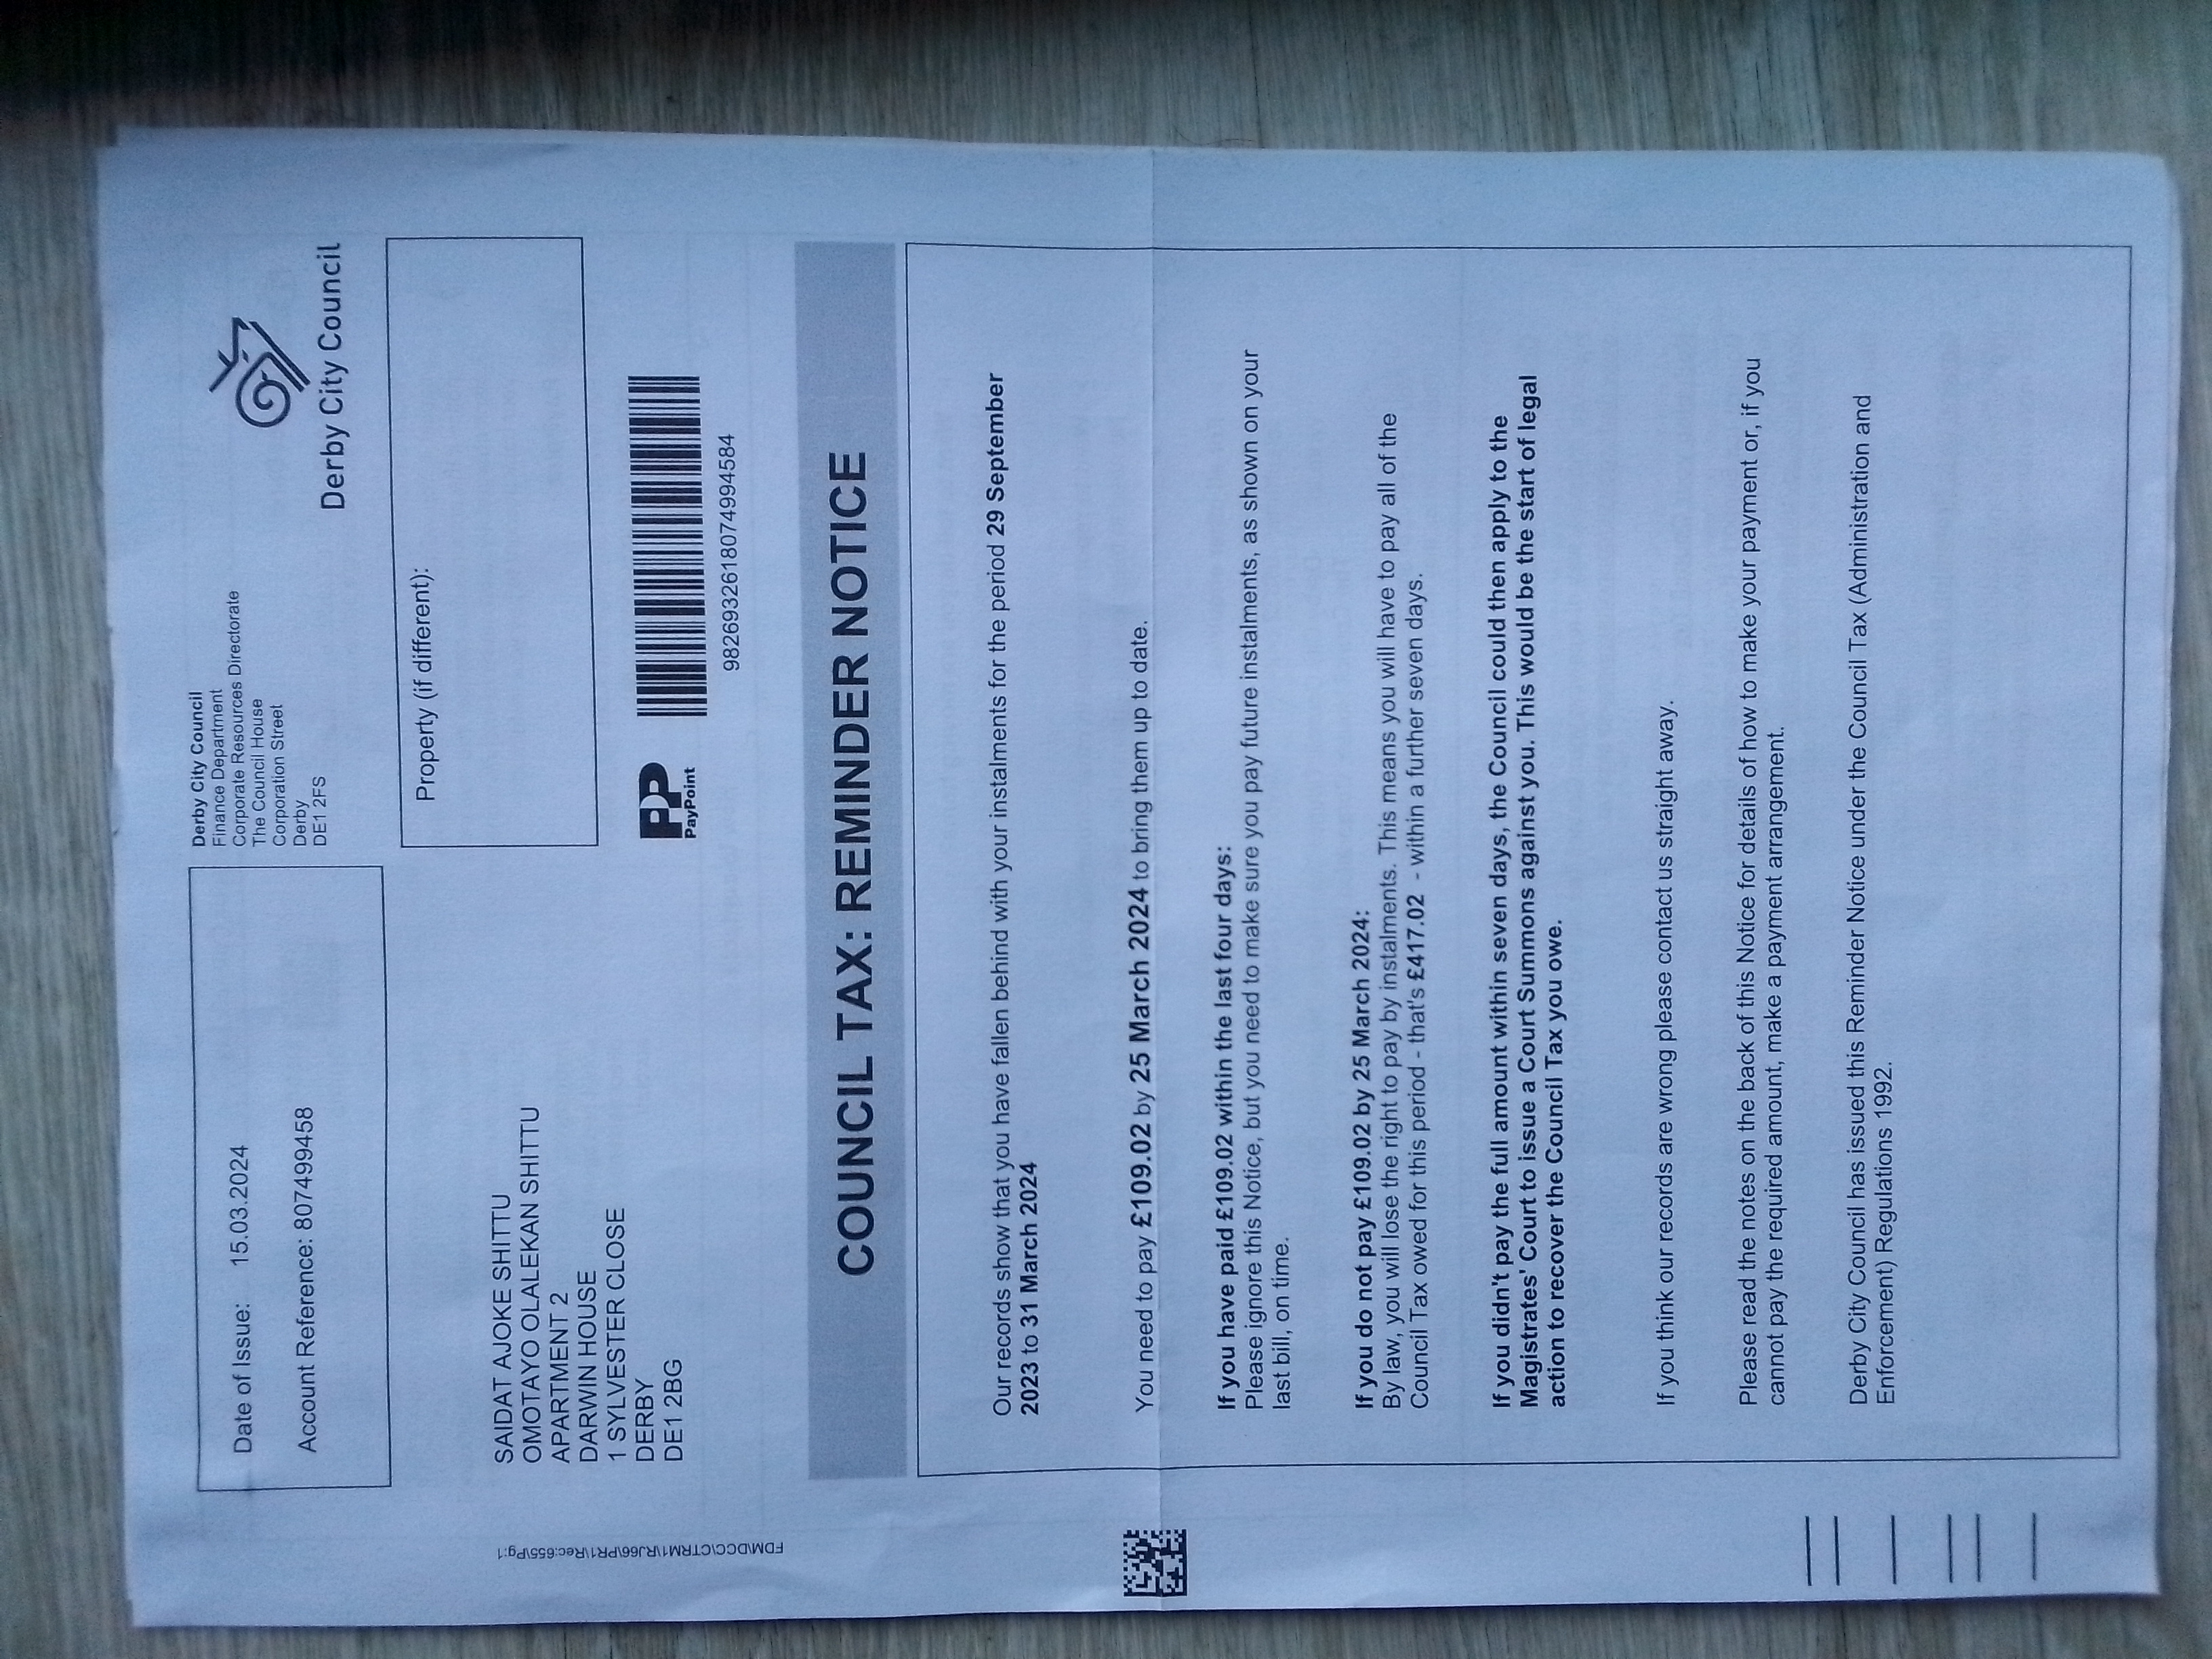 Date of Issue: 15.03.2024
Account Reference: 8074499458
Derby City Council
Finance Department
Corporate Resources Directorate
The Council House
Corporation Street
Derby
DE1 2FS
Derby City Council
SAIDAT AJOKE SHITTU
OMOTAYO OLALEKAN SHITTU
APARTMENT 2
DARWIN HOUSE
1 SYLVESTER CLOSE
DERBY
DE1 2BG
Property (if different):
PayPoint
98269326180749945​84
FDM\DCC\CTRM1\RJ66\PR1\Rec:655\Pg:1
COUNCIL TAX: REMINDER NOTICE
Our records show that you have fallen behind with your instalments for the period 29 September
2023 to 31 March 2024
You need to pay £109.02 by 25 March 2024 to bring them up to date.
If you have paid £109.02 within the last four days:
Please ignore this Notice, but you need to make sure you pay future instalments, as shown on your
last bill, on time.
If you do not pay £109.02 by 25 March 2024:
By law, you will lose the right to pay by instalments. This means you will have to pay all of the
Council Tax owed for this period - that's £417.02 - within a further seven days.
If you didn't pay the full amount within seven days, the Council could then apply to the
Magistrates' Court to issue a Court Summons against you. This would be the start of legal
action to recover the Council Tax you owe.
If you think our records are wrong please contact us straight away.
Please read the notes on the back of this Notice for details of how to make your payment or, if you
cannot pay the required amount, make a payment arrangement.
Derby City Council has issued this Reminder Notice under the Council Tax (Administration and
Enforcement) Regulations 1992.